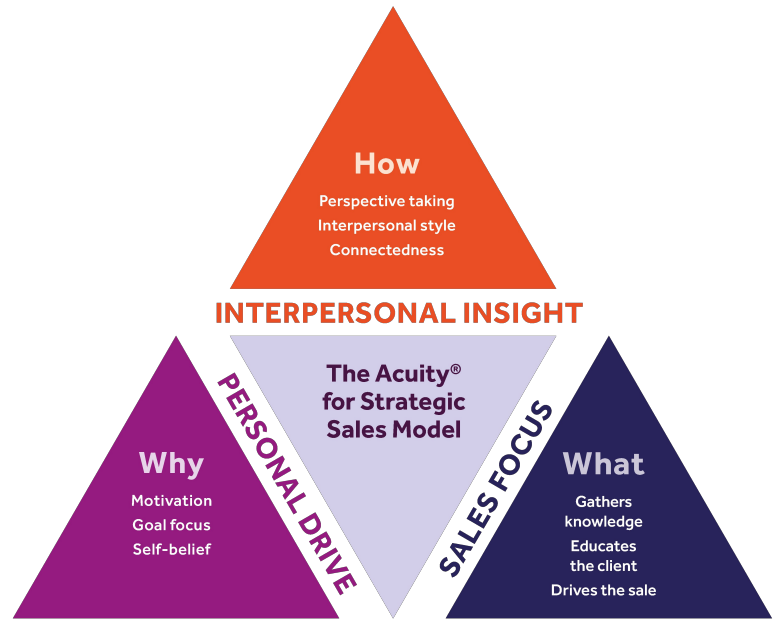 How
Perspective taking
Interpersonal style
Connectedness
INTERPERSONAL INSIGHT
The Acuity®
for Strategic
Sales Model
PERSONAL DRIVE
SALES FOCUS
Why
Motivation
Goal focus
Self-belief
What
Gathers
knowledge
Educates
the client
Drives the sale